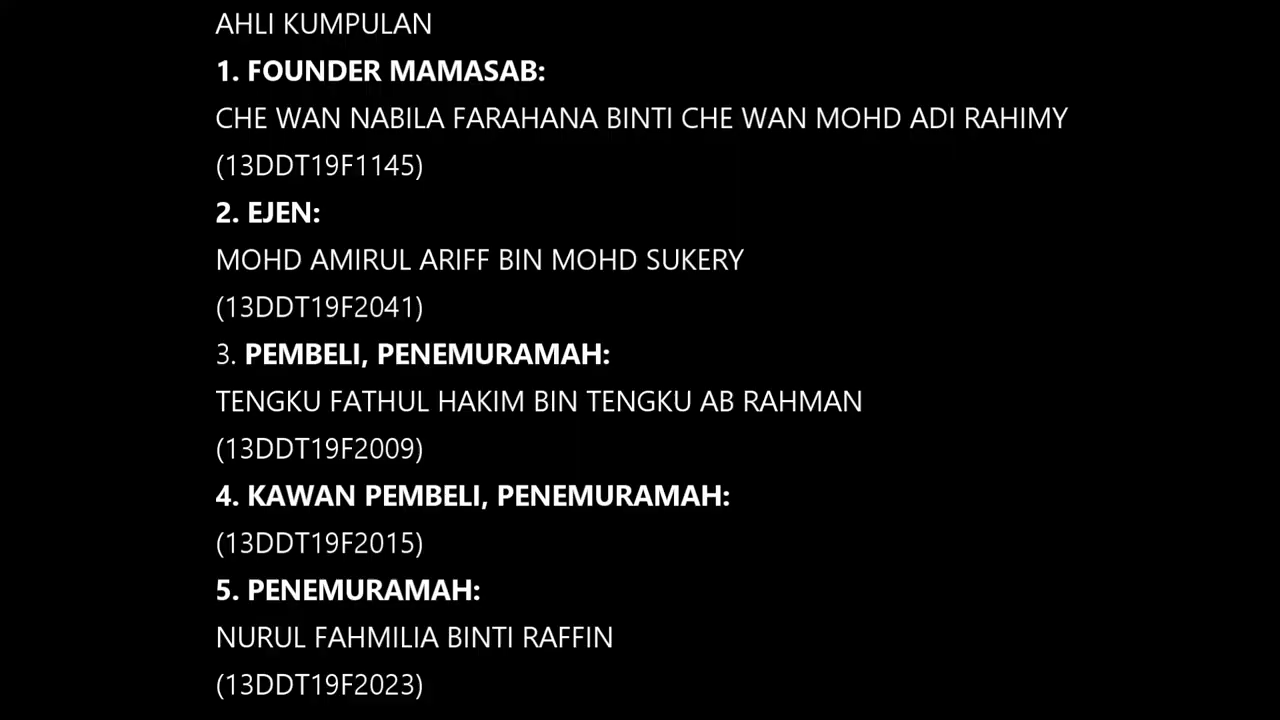 AHLI KUMPULAN
1. FOUNDER MAMASAB:
CHE WAN NABILA FARAHANA BINTI CHE WAN MOHD ADI RAHIMY
(13DDT19F1145)
2. EJEN:
MOHD AMIRUL ARIFF BIN MOHD SUKERY
(13DDT19F2041)
3. PEMBELI, PENEMURAMAH:
TENGKU FATHUL HAKIM BIN TENGKU AB RAHMAN
(13DDT19F2009)
4. KAWAN PEMBELI, PENEMURAMAH:
(13DDT19F2015)
5. PENEMURAMAH:
NURUL FAHMILIA BINTI RAFFIN
(13DDT19F2023)